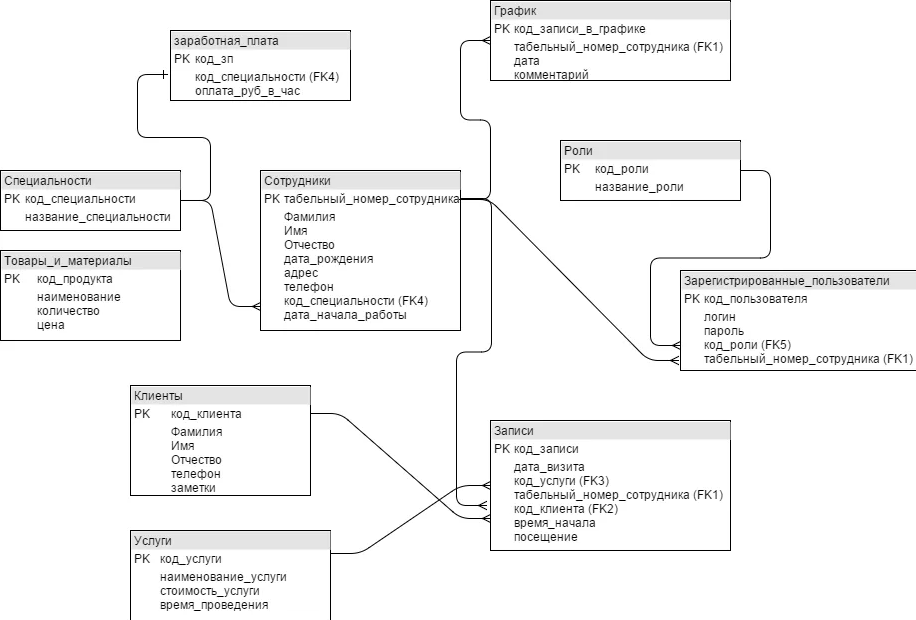 График
PK код_записи_в_графике
табельный_номер_сотрудника (FK1)
дата
комментарий
заработная_плата
PK код_зп
код_специальности (FK4)
оплата_руб_в_час
Роли
PK код_роли
название_роли
Специальности
PK код_специальности
название_специальности
Сотрудники
PK табельный_номер_сотрудника
Фамилия
Имя
Отчество
дата_рождения
адрес
телефон
код_специальности (FK4)
дата_начала_работы
Товары_и_материалы
PK код_продукта
наименование
количество
цена
Зарегистрированные_пользователи
PK код_пользователя
логин
пароль
код_роли (FK5)
табельный_номер_сотрудника (FK1)
Клиенты
PK код_клиента
Фамилия
Имя
Отчество
телефон
заметки
Записи
PK код_записи
дата_визита
код_услуги (FK3)
табельный_номер_сотрудника (FK1)
код_клиента (FK2)
время_начала
посещение
Услуги
PK код_услуги
наименование_услуги
стоимость_услуги
время_проведения